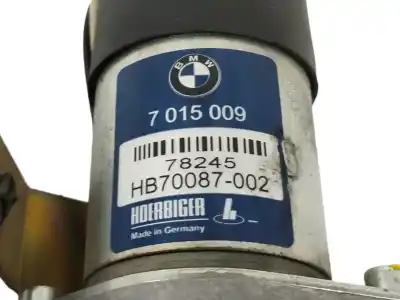 BMW
7 015 009
78245
HB70087-002
HOERBIGER
Made in Germany